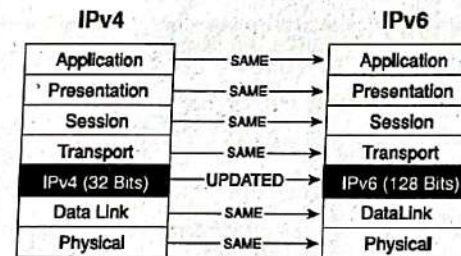 IPv4 IPv6
Application SAME Application
Presentation SAME Presentation
Session SAME Session
Transport SAME Transport
IPv4 (32 Bits) UPDATED IPv6 (128 Bits)
Data Link SAME DataLink
Physical SAME Physical